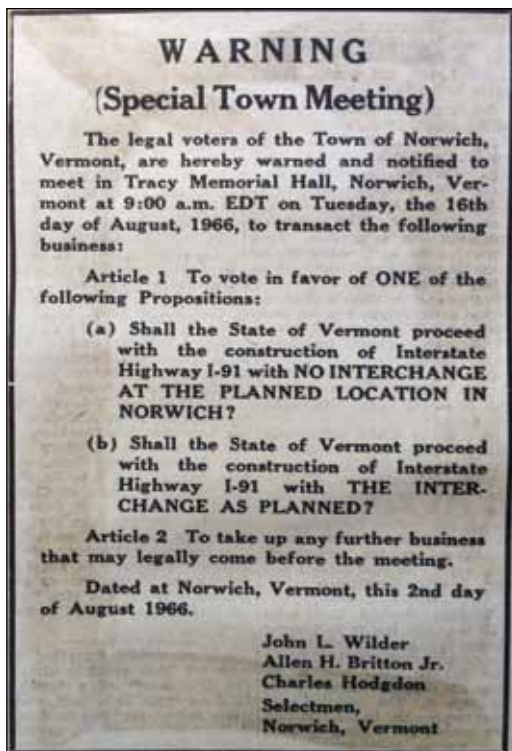 WARNING
(Special Town Meeting)
The legal voters of the Town of Norwich,
Vermont, are hereby warned and notified to
meet in Tracy Memorial Hall, Norwich, Ver-
mont at 9:00 a.m. EDT on Tuesday, the 16th
day of August, 1966, to transact the following
business:
Article 1 To vote in favor of ONE of the
following Propositions:
(a) Shall the State of Vermont proceed
with the construction of Interstate
Highway I-91 with NO INTERCHANGE
AT THE PLANNED LOCATION IN
NORWICH?
(b) Shall the State of Vermont proceed
with the construction of Interstate
Highway I-91 with THE INTER-
CHANGE AS PLANNED?
Article 2 To take up any further business
that may legally come before the meeting.
Dated at Norwich, Vermont, this 2nd day
of August 1966.
John L. Wilder
Allen H. Britton Jr.
Charles Hodgdon
Selectmen,
Norwich, Vermont